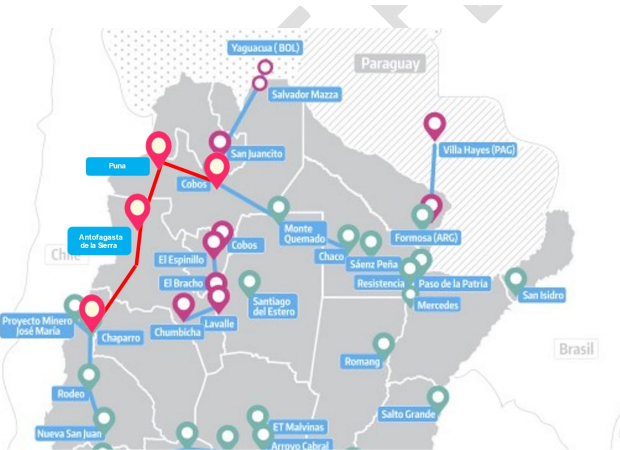 Yaguacua ( BOL)
Paraguay
Salvador Mazza
Villa Hayes (PAG)
San Juancito
Puna
Cobos
Monte
Quemado
Antofagasta
de la Sierra
Cobos
Formosa (ARG)
Chile
El Espinillo
Chaco
Sáenz Peña
El Bracho
Resistencia
Paso de la Patria
San Isidro
Santiago
del Estero
Mercedes
Proyecto Minero
José María
Chaparro
Chumbicha
Lavalle
Brasil
Romang
Rodeo
Salto Grande
Nueva San Juan
ET Malvinas
Arroyo Cabral